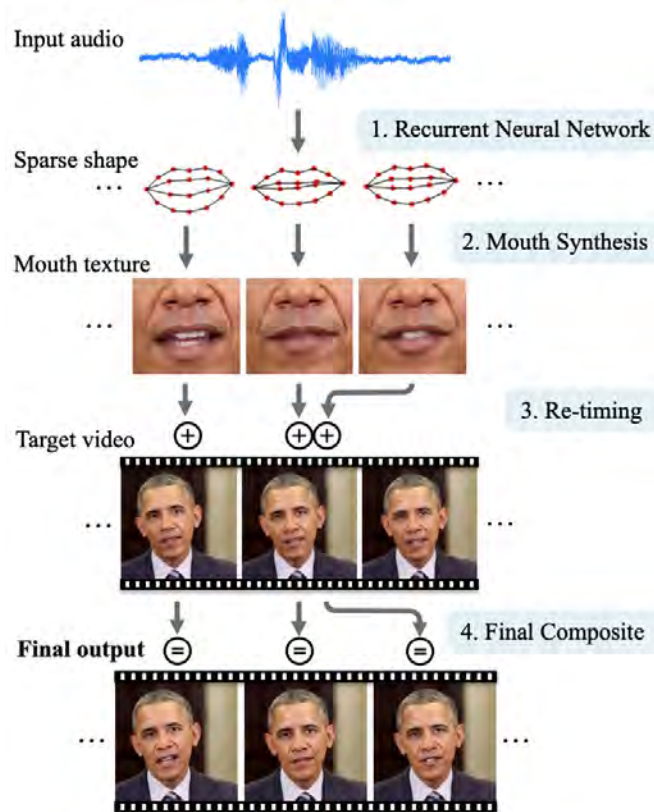 Input audio
1. Recurrent Neural Network
Sparse shape
... ...
2. Mouth Synthesis
Mouth texture
... ...
3. Re-timing
+ + +
Target video
... ...
4. Final Composite
Final output = = =
... ...